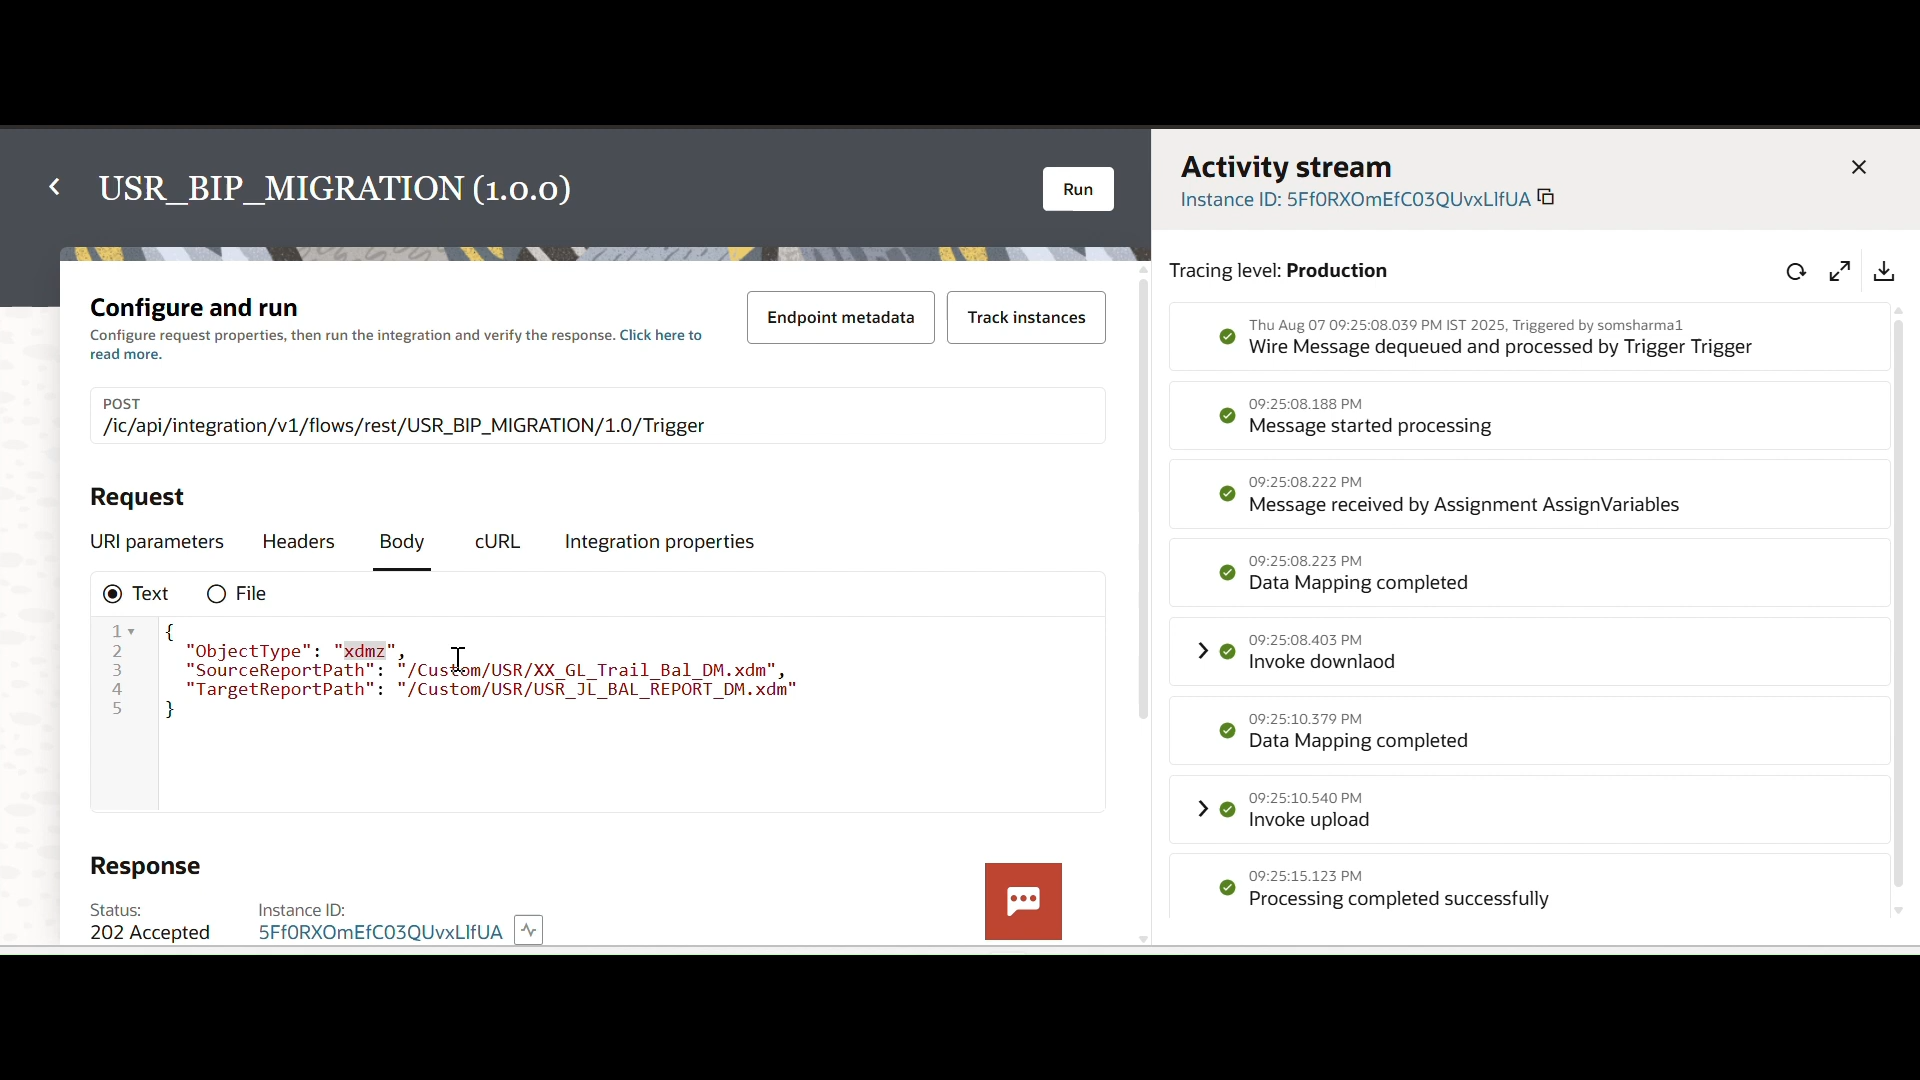 USR_BIP_MIGRATION (1.0.0)
Run
Configure and run
Configure request properties, then run the integration and verify the response. Click here to
read more.
Endpoint metadata
Track instances
POST
/ic/api/integration/v1/flows/rest/USR_BIP_MIGRATION/1.0/Trigger
Request
URI parameters
Headers
Body
cURL
Integration properties
Text
File
1 {
2 "ObjectType": "xdmz",
3 "SourceReportPath": "/Custom/USR/XX_GL_Trail_Bal_DM.xdm",
4 "TargetReportPath": "/Custom/USR/USR_JL_BAL_REPORT_DM.xdm"
5 }
Response
Status:
202 Accepted
Instance ID:
5Ff0RXOmEfC03QUvxLlfUA
Activity stream
Instance ID: 5Ff0RXOmEfC03QUvxLlfUA
Tracing level: Production
Thu Aug 07 09:25:08.039 PM IST 2025, Triggered by somsharma1
Wire Message dequeued and processed by Trigger Trigger
09:25:08.188 PM
Message started processing
09:25:08.222 PM
Message received by Assignment AssignVariables
09:25:08.223 PM
Data Mapping completed
09:25:08.403 PM
Invoke downlaod
09:25:10.379 PM
Data Mapping completed
09:25:10.540 PM
Invoke upload
09:25:15.123 PM
Processing completed successfully